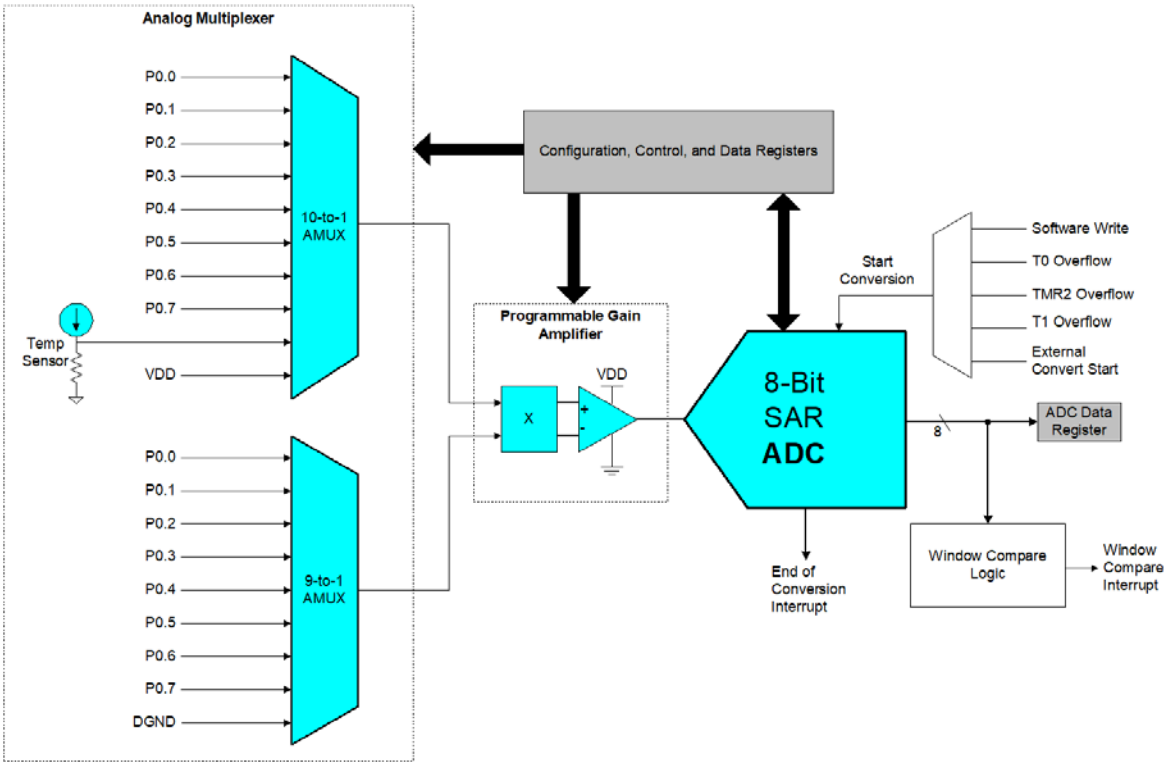 Analog Multiplexer
P0.0
P0.1
P0.2
P0.3
P0.4
P0.5
P0.6
P0.7
Temp
Sensor
VDD
10-to-1
AMUX
P0.0
P0.1
P0.2
P0.3
P0.4
P0.5
P0.6
P0.7
DGND
9-to-1
AMUX
Configuration, Control, and Data Registers
Programmable Gain
Amplifier
VDD
X
+
-
Start
Conversion
Software Write
T0 Overflow
TMR2 Overflow
T1 Overflow
External
Convert Start
8-Bit
SAR
ADC
8
ADC Data
Register
End of
Conversion
Interrupt
Window Compare
Logic
Window
Compare
Interrupt